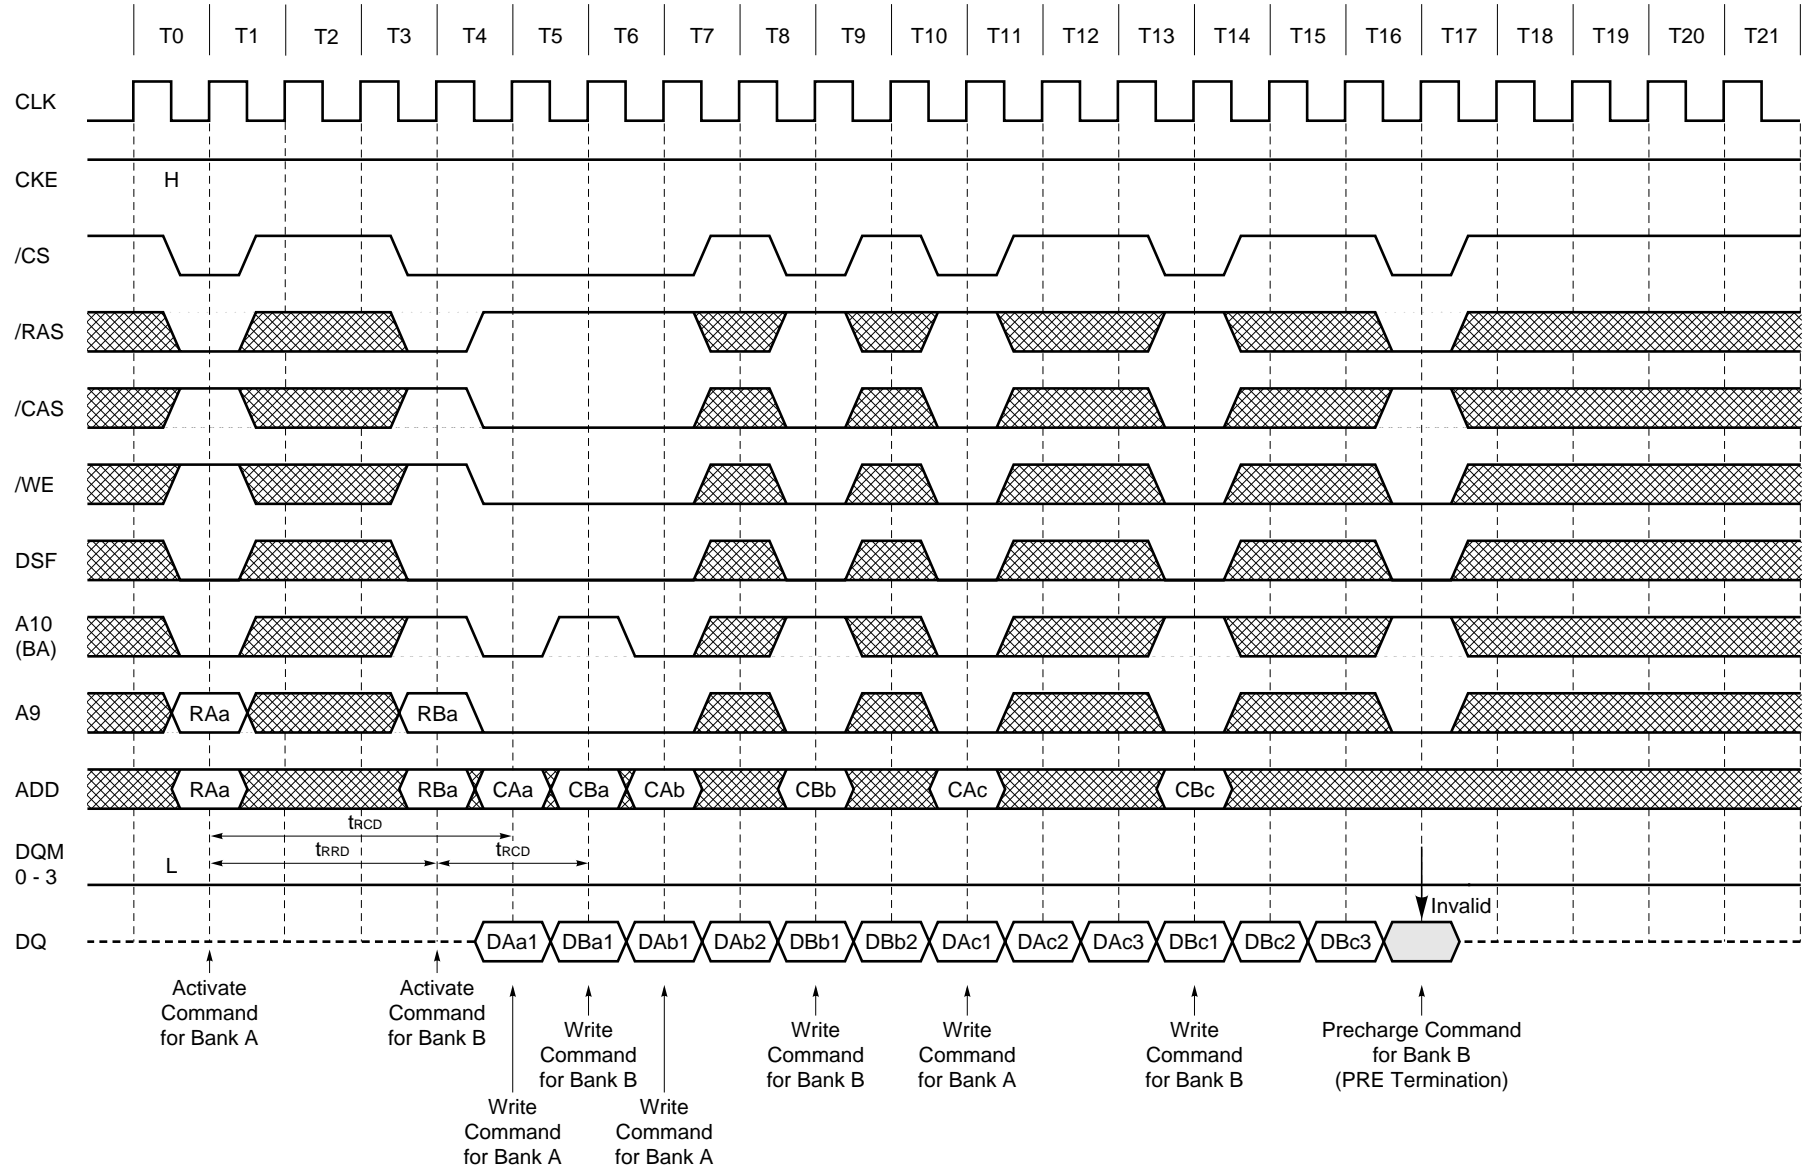 T0 T1 T2 T3 T4 T5 T6 T7 T8 T9 T10 T11 T12 T13 T14 T15 T16 T17 T18 T19 T20 T21
CLK
CKE H
/CS
/RAS
/CAS
/WE
DSF
A10
(BA)
A9 RAa RBa
ADD RAa RBa CAa CBa CAb CBb CAc CBc
tRCD
tRRD tRCD
DQM
0 - 3
L
Invalid
DQ DAa1 DBa1 DAb1 DAb2 DBb1 DBb2 DAc1 DAc2 DAc3 DBc1 DBc2 DBc3
Activate
Command
for Bank A
Activate
Command
for Bank B
Write
Command
for Bank A
Write
Command
for Bank B
Write
Command
for Bank A
Write
Command
for Bank B
Write
Command
for Bank A
Write
Command
for Bank B
Precharge Command
for Bank B
(PRE Termination)